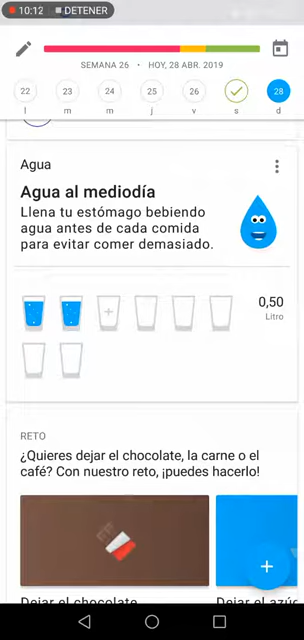 10:12 DETENER
SEMANA 26 • HOY, 28 ABR. 2019
22 23 24 25 26 28
l m m j v s d
Agua
Agua al mediodía
Llena tu estómago bebiendo
agua antes de cada comida
para evitar comer demasiado.
0,50
Litro
RETO
¿Quieres dejar el chocolate, la carne o el
café? Con nuestro reto, ¡puedes hacerlo!
Dejar el chocolate
Dejar el azúc